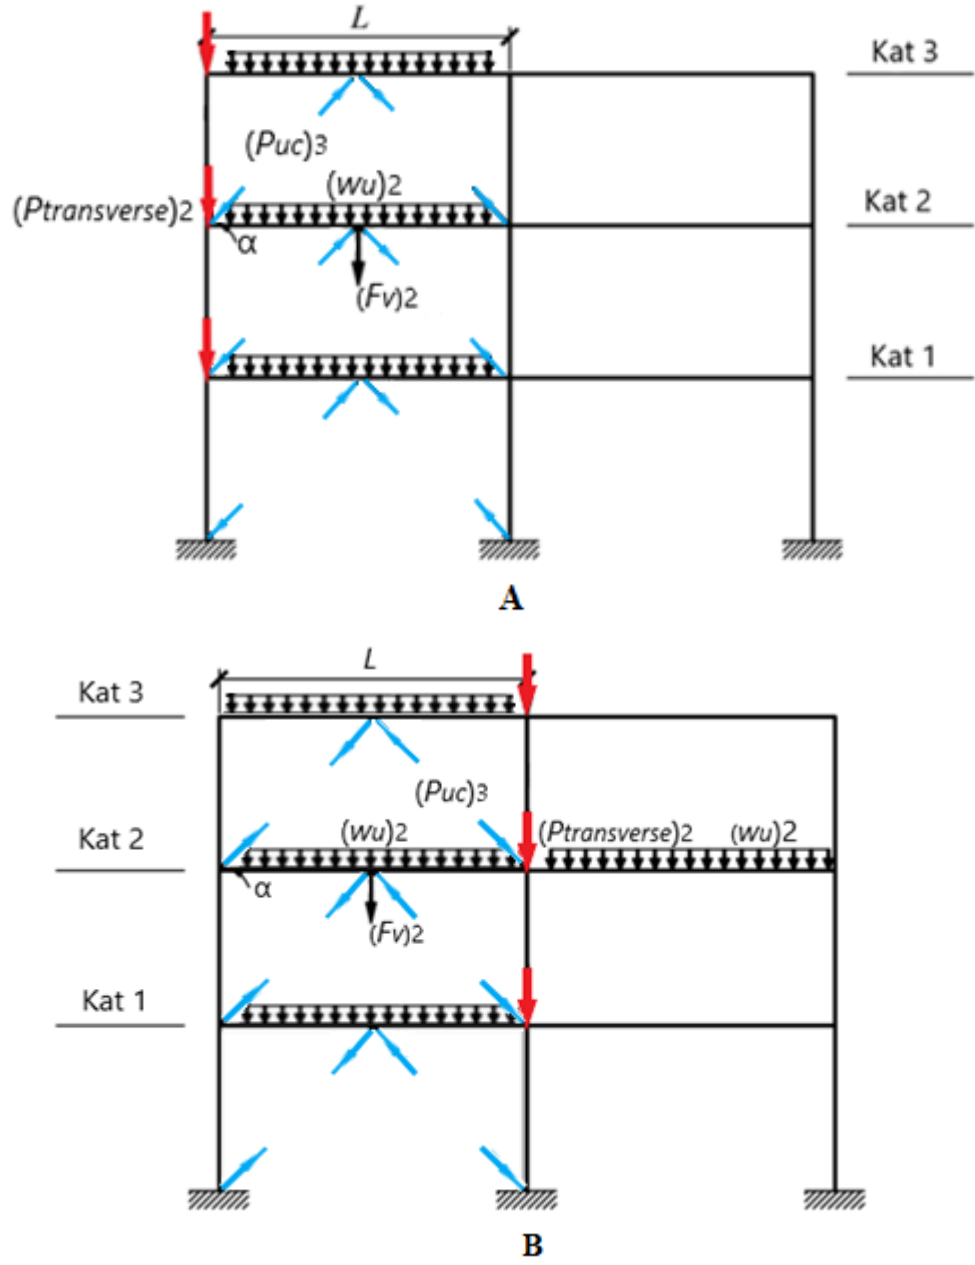 L
Kat 3
(Puc)3
(wu)2
Kat 2
(Ptransverse)2
α
(Fv)2
Kat 1
A
L
Kat 3
(Puc)3
Kat 2
(wu)2
(Ptransverse)2
(wu)2
α
(Fv)2
Kat 1
B